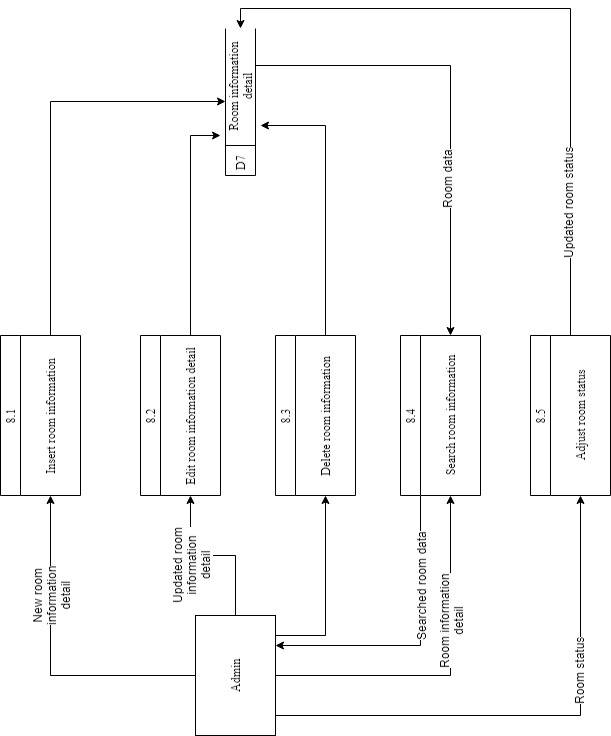 Room information
detail
D7
Room data
Updated room status
8.1
Insert room information
8.2
Edit room information detail
8.3
Delete room information
8.4
Search room information
8.5
Adjust room status
New room
information
detail
Updated room
information
detail
Searched room data
Room information
detail
Room status
Admin